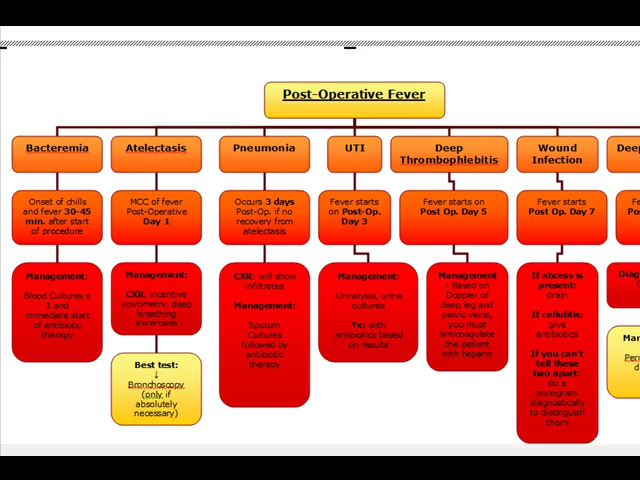 Post-Operative Fever
Bacteremia
Onset of chills
and fever 30-45
min. after start
of procedure
Management:
Blood Cultures x
3 and
immediate start
of antibiotic
therapy
Atelectasis
MCC of fever
Post-Operative
Day 1
Management:
CXR, incentive
spirometry, deep
breathing
excercises
Best test:
↓
Bronchoscopy
(only if
absolutely
necessary)
Pneumonia
Occurs 3 days
Post-Op. if no
recovery from
atelectasis
CXR: will show
infiltrates
Management:
Sputum
Cultures
followed by
antibiotic
therapy
UTI
Fever starts
on Post-Op.
Day 3
Management:
Urinalysis, urine
cultures
Tx: with
antibiotics based
on results
Deep
Thrombophlebitis
Fever starts on
Post Op. Day 5
Management
: Based on
Doppler of
deep leg and
pelvic veins,
you must
anticoagulate
the patient
with heparin
Wound
Infection
Fever starts
Post Op. Day 7
If abcess is
present:
drain
If cellulitis:
give
antibiotics
If you can't
tell these
two apart:
do a
sonogram
diagnostically
to distinguish
them